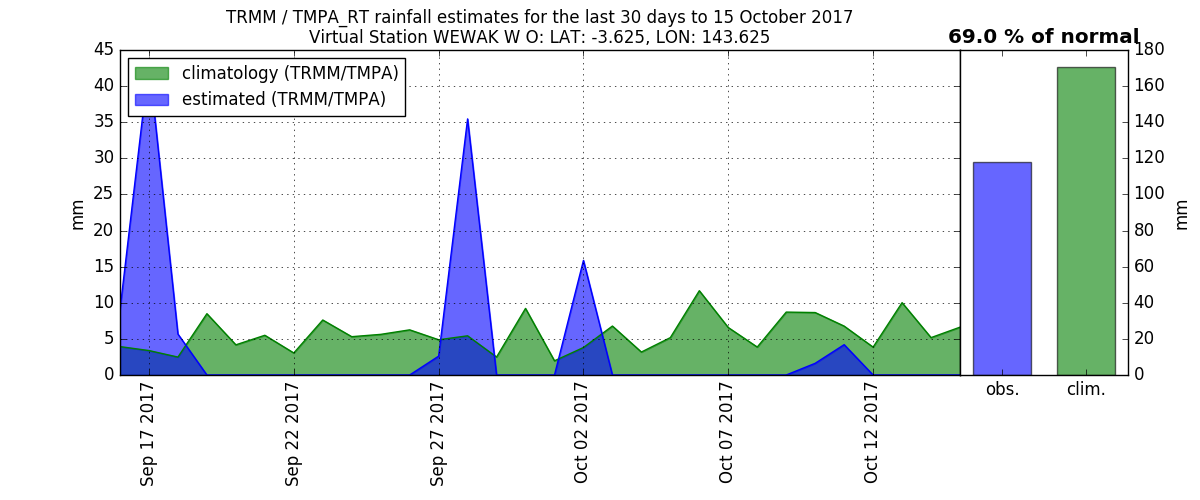 TRMM / TMPA_RT rainfall estimates for the last 30 days to 15 October 2017
Virtual Station WEWAK W O: LAT: -3.625, LON: 143.625
69.0 % of normal
climatology (TRMM/TMPA)
estimated (TRMM/TMPA)
45
40
35
30
25
20
15
10
5
0
mm
Sep 17 2017
Sep 22 2017
Sep 27 2017
Oct 02 2017
Oct 07 2017
Oct 12 2017
180
160
140
120
100
80
60
40
20
0
mm
obs.
clim.